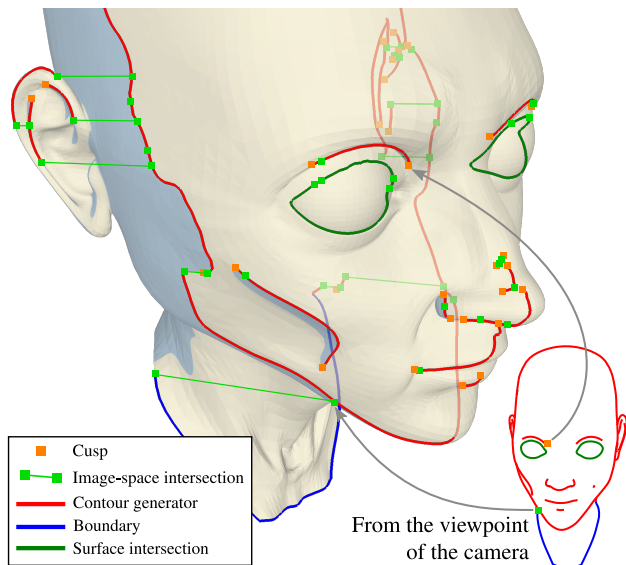 Cusp
Image-space intersection
Contour generator
Boundary
Surface intersection
From the viewpoint
of the camera